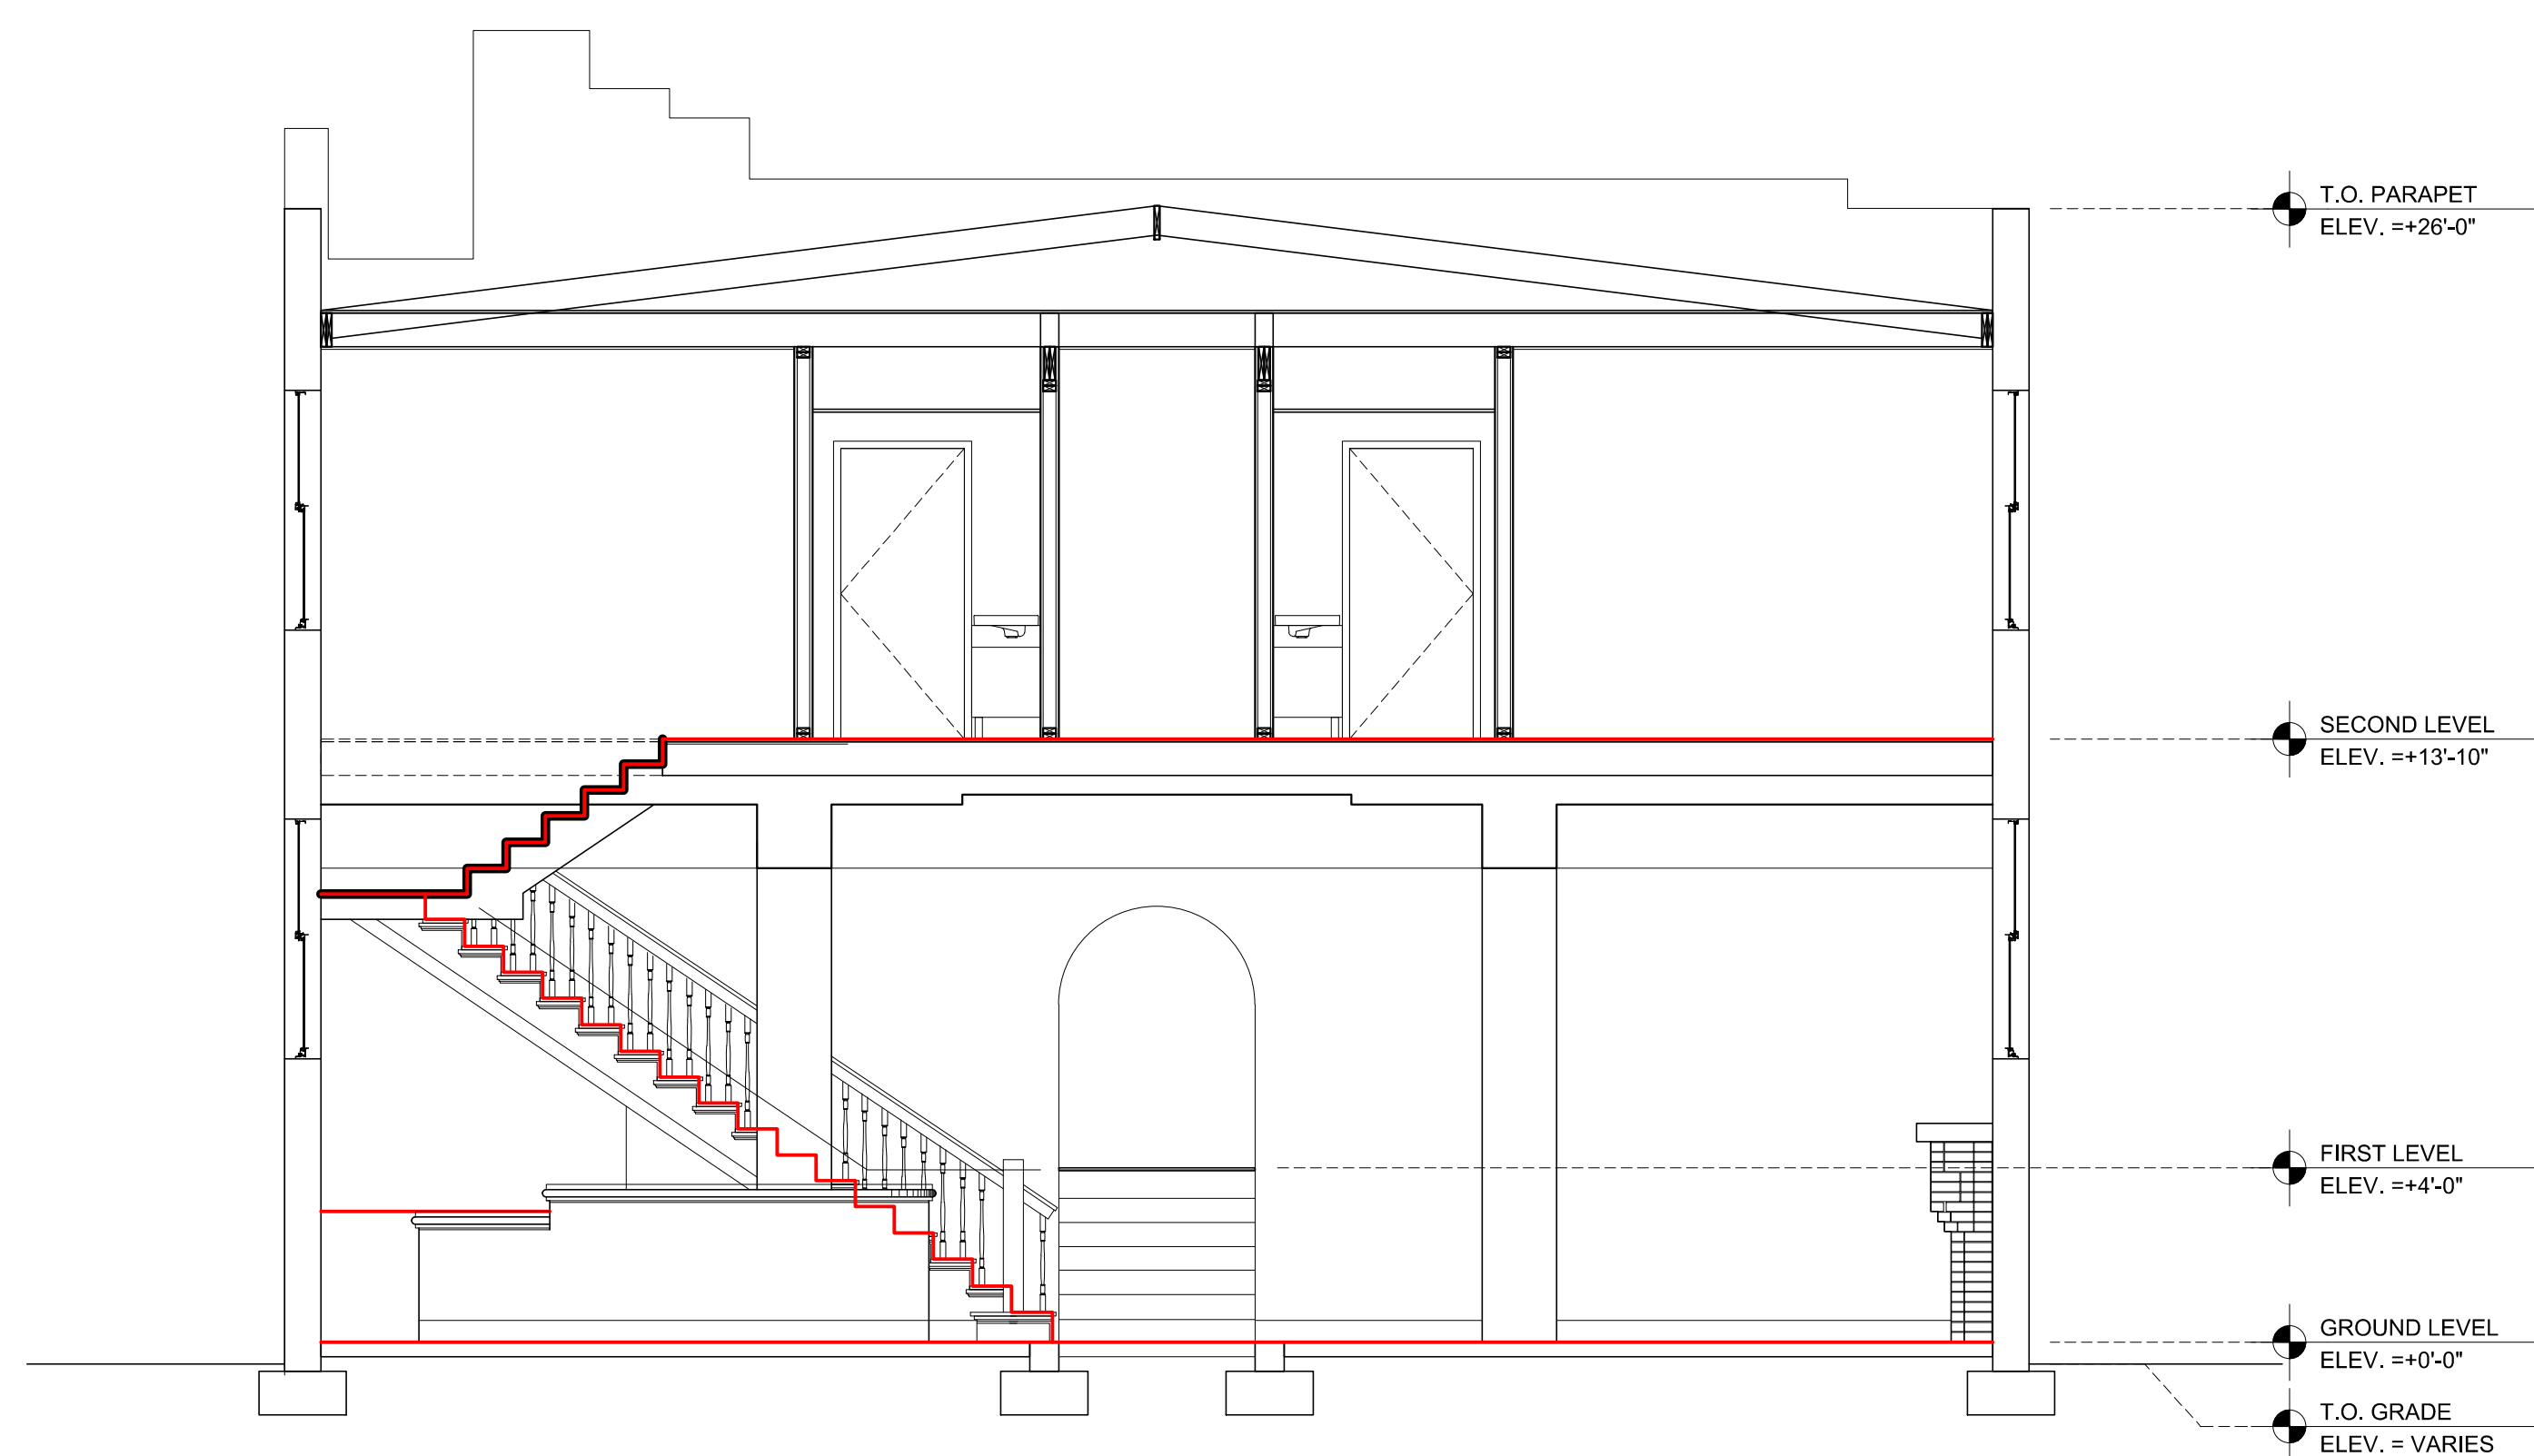 T.O. PARAPET
ELEV. =+26'-0"
SECOND LEVEL
ELEV. =+13'-10"
FIRST LEVEL
ELEV. =+4'-0"
GROUND LEVEL
ELEV. =+0'-0"
T.O. GRADE
ELEV. = VARIES